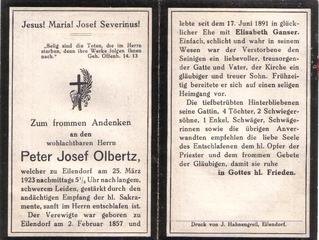 Jesus! Maria! Josef Severinus!
„Selig sind die Toten, die im Herrn
sterben, denn ihre Werke folgen ihnen
nach." Geh. Offenb. 14. 13
Zum frommen Andenken
an den
wohlachtbaren Herrn
Peter Josef Olbertz,
welcher zu Eilendorf am 25. März
1923 nachmittags 5¼ Uhr nach langem,
schwerem Leiden, gestärkt durch den
andächtigen Empfang der hl. Sakra-
mente, sanft im Herrn entschlafen ist.
Der Verewigte war geboren zu
Eilendorf am 2. Februar 1857 und
lebte seit dem 17. Juni 1891 in glück-
licher Ehe mit Elisabeth Ganser.
Einfach, schlicht und wahr in seinem
Wesen war der Verstorbene den
Seinigen ein liebevoller, treusorgen-
der Gatte und Vater, der Kirche ein
gläubiger und treuer Sohn. Frühzeitig
bereitete er sich auf einen seligen
Heimgang vor.
Die tiefbetrübten Hinterbliebenen
seine Gattin, 4 Töchter, 2 Schwieger-
söhne, 1 Enkel, Schwäger, Schwäge-
rinnen sowie die übrigen Anver-
wandten empfehlen die liebe Seele
des Entschlafenen dem hl. Opfer der
Priester und dem frommen Gebete
der Gläubigen, damit sie ruhe
in Gottes hl. Frieden.
Druck von J. Hahnengreil, Eilendorf.